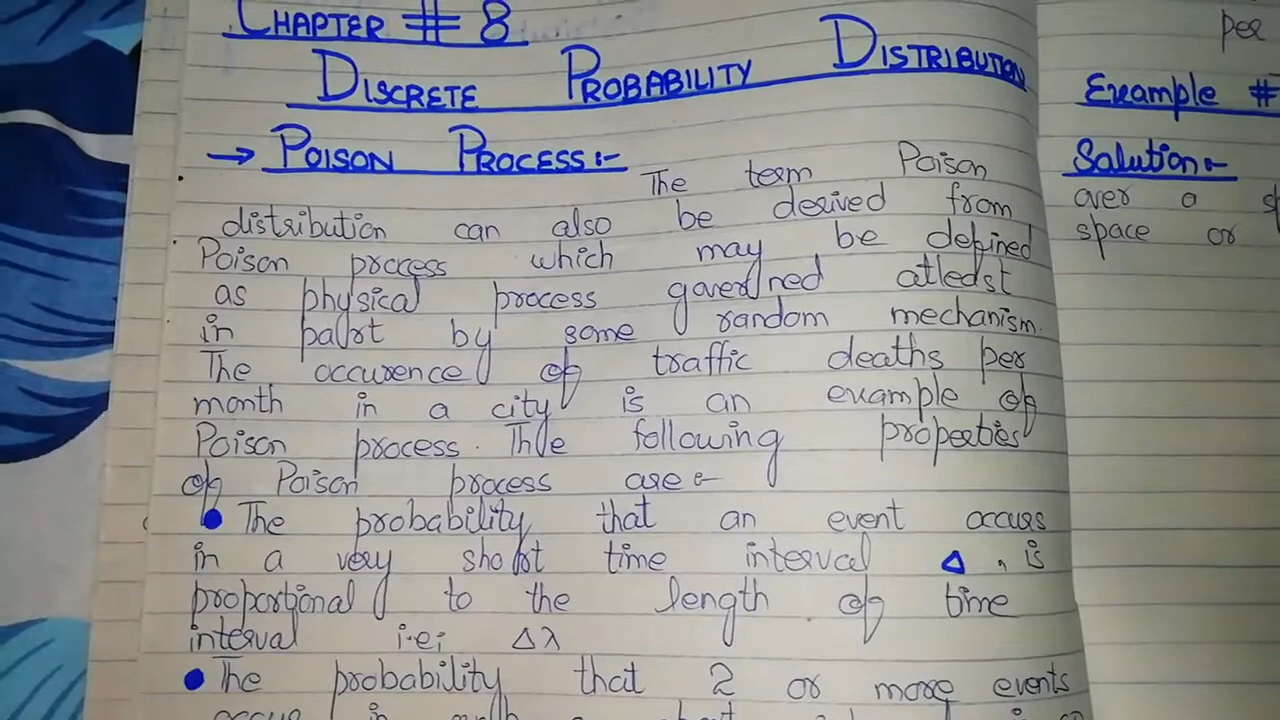 CHAPTER # 8
DISCRETE PROBABILITY DISTRIBUTION
→ POISON PROCESS:-
The term Poison
distribution can also be derived from
Poison process which may be defined
as physical process governed atleast
in part by some random mechanism.
The occurence of traffic deaths per
month in a city is an example of
Poison process. The following properties
of Poison process are:-
• The probability that an event occurs
in a very short time interval Δ, is
proportional to the length of time
interval i.e; Δλ
• The probability that 2 or more events
occur in
per
Example #
Solution:-
over a
space or